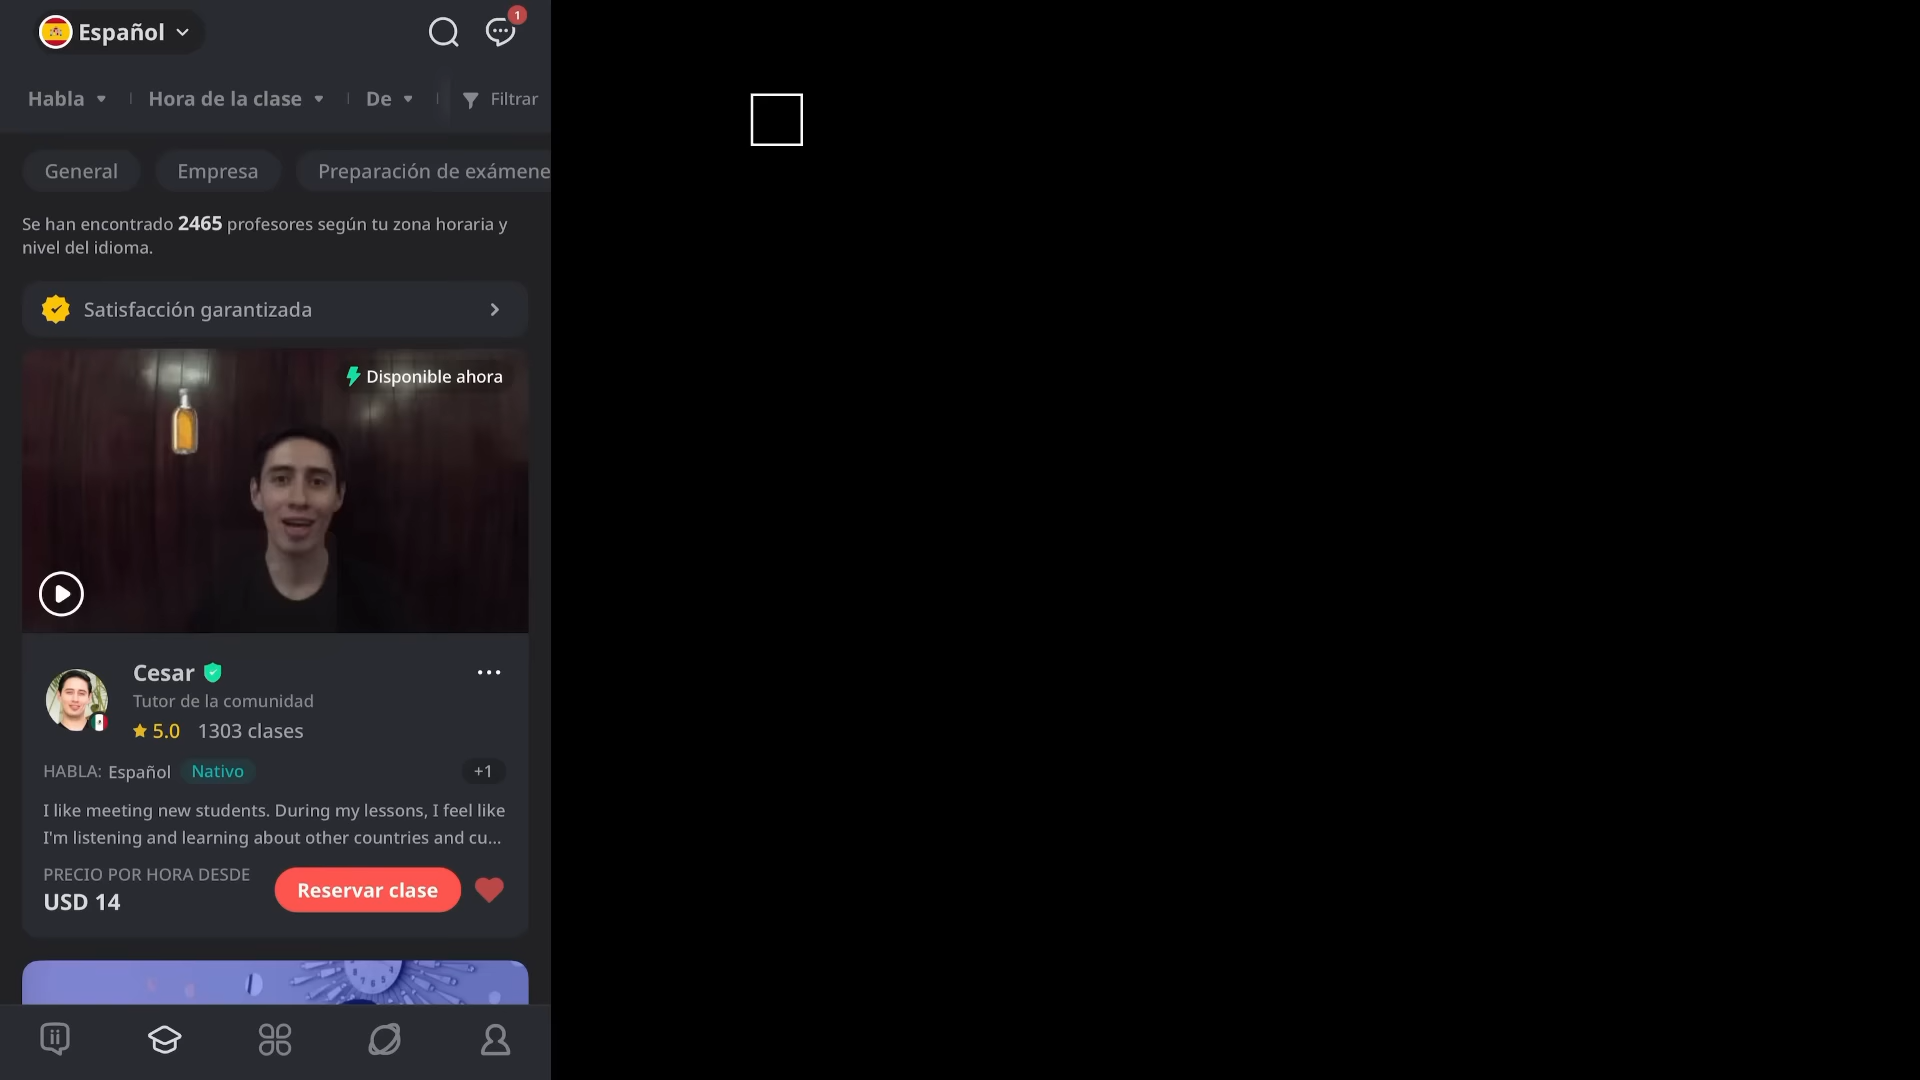 Español
1
Habla
Hora de la clase
De
Filtrar
General
Empresa
Preparación de exámene
Se han encontrado 2465 profesores según tu zona horaria y
nivel del idioma.
Satisfacción garantizada
Disponible ahora
Cesar
Tutor de la comunidad
5.0 1303 clases
HABLA: Español Nativo +1
I like meeting new students. During my lessons, I feel like
I'm listening and learning about other countries and cu...
PRECIO POR HORA DESDE
USD 14
Reservar clase